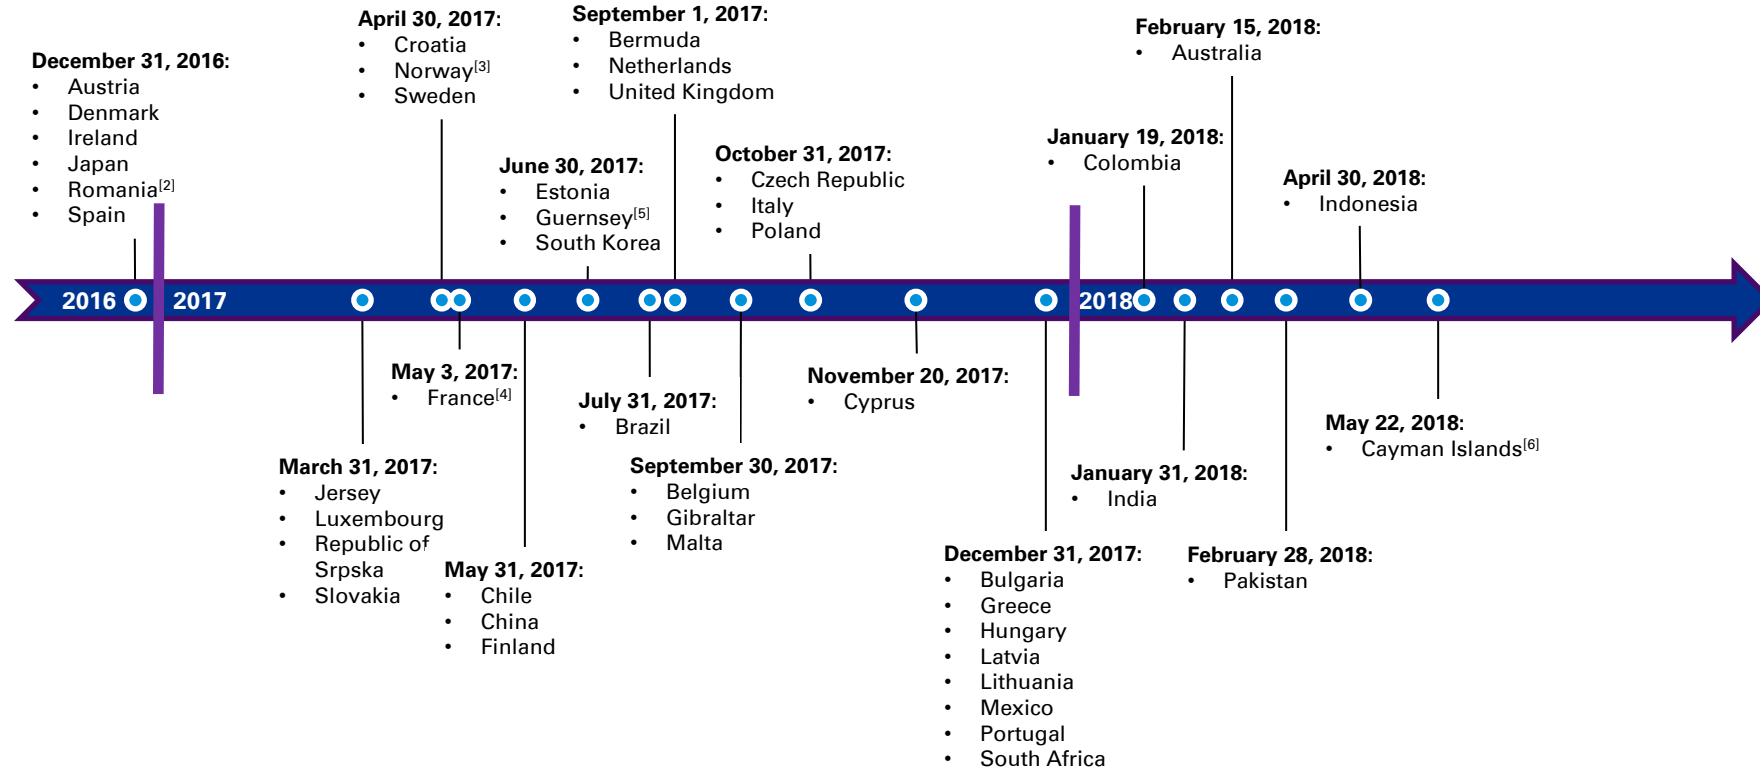 December 31, 2016:
• Austria
• Denmark
• Ireland
• Japan
• Romania[2]
• Spain
April 30, 2017:
• Croatia
• Norway[3]
• Sweden
September 1, 2017:
• Bermuda
• Netherlands
• United Kingdom
June 30, 2017:
• Estonia
• Guernsey[5]
• South Korea
October 31, 2017:
• Czech Republic
• Italy
• Poland
February 15, 2018:
• Australia
January 19, 2018:
• Colombia
April 30, 2018:
• Indonesia
2016
2017
2018
March 31, 2017:
• Jersey
• Luxembourg
• Republic of
Srpska
• Slovakia
May 3, 2017:
• France[4]
May 31, 2017:
• Chile
• China
• Finland
July 31, 2017:
• Brazil
September 30, 2017:
• Belgium
• Gibraltar
• Malta
November 20, 2017:
• Cyprus
December 31, 2017:
• Bulgaria
• Greece
• Hungary
• Latvia
• Lithuania
• Mexico
• Portugal
• South Africa
January 31, 2018:
• India
February 28, 2018:
• Pakistan
May 22, 2018:
• Cayman Islands[6]